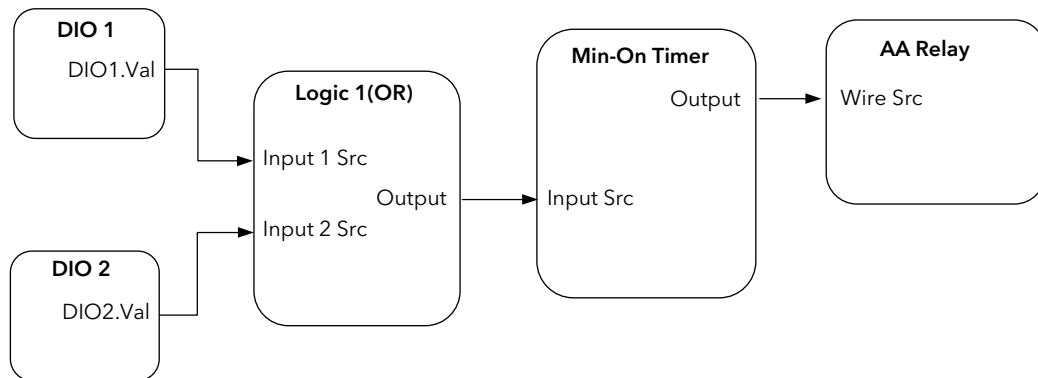 DIO 1
DIO1.Val
DIO 2
DIO2.Val
Logic 1(OR)
Input 1 Src
Output
Input 2 Src
Min-On Timer
Output
Input Src
AA Relay
Wire Src